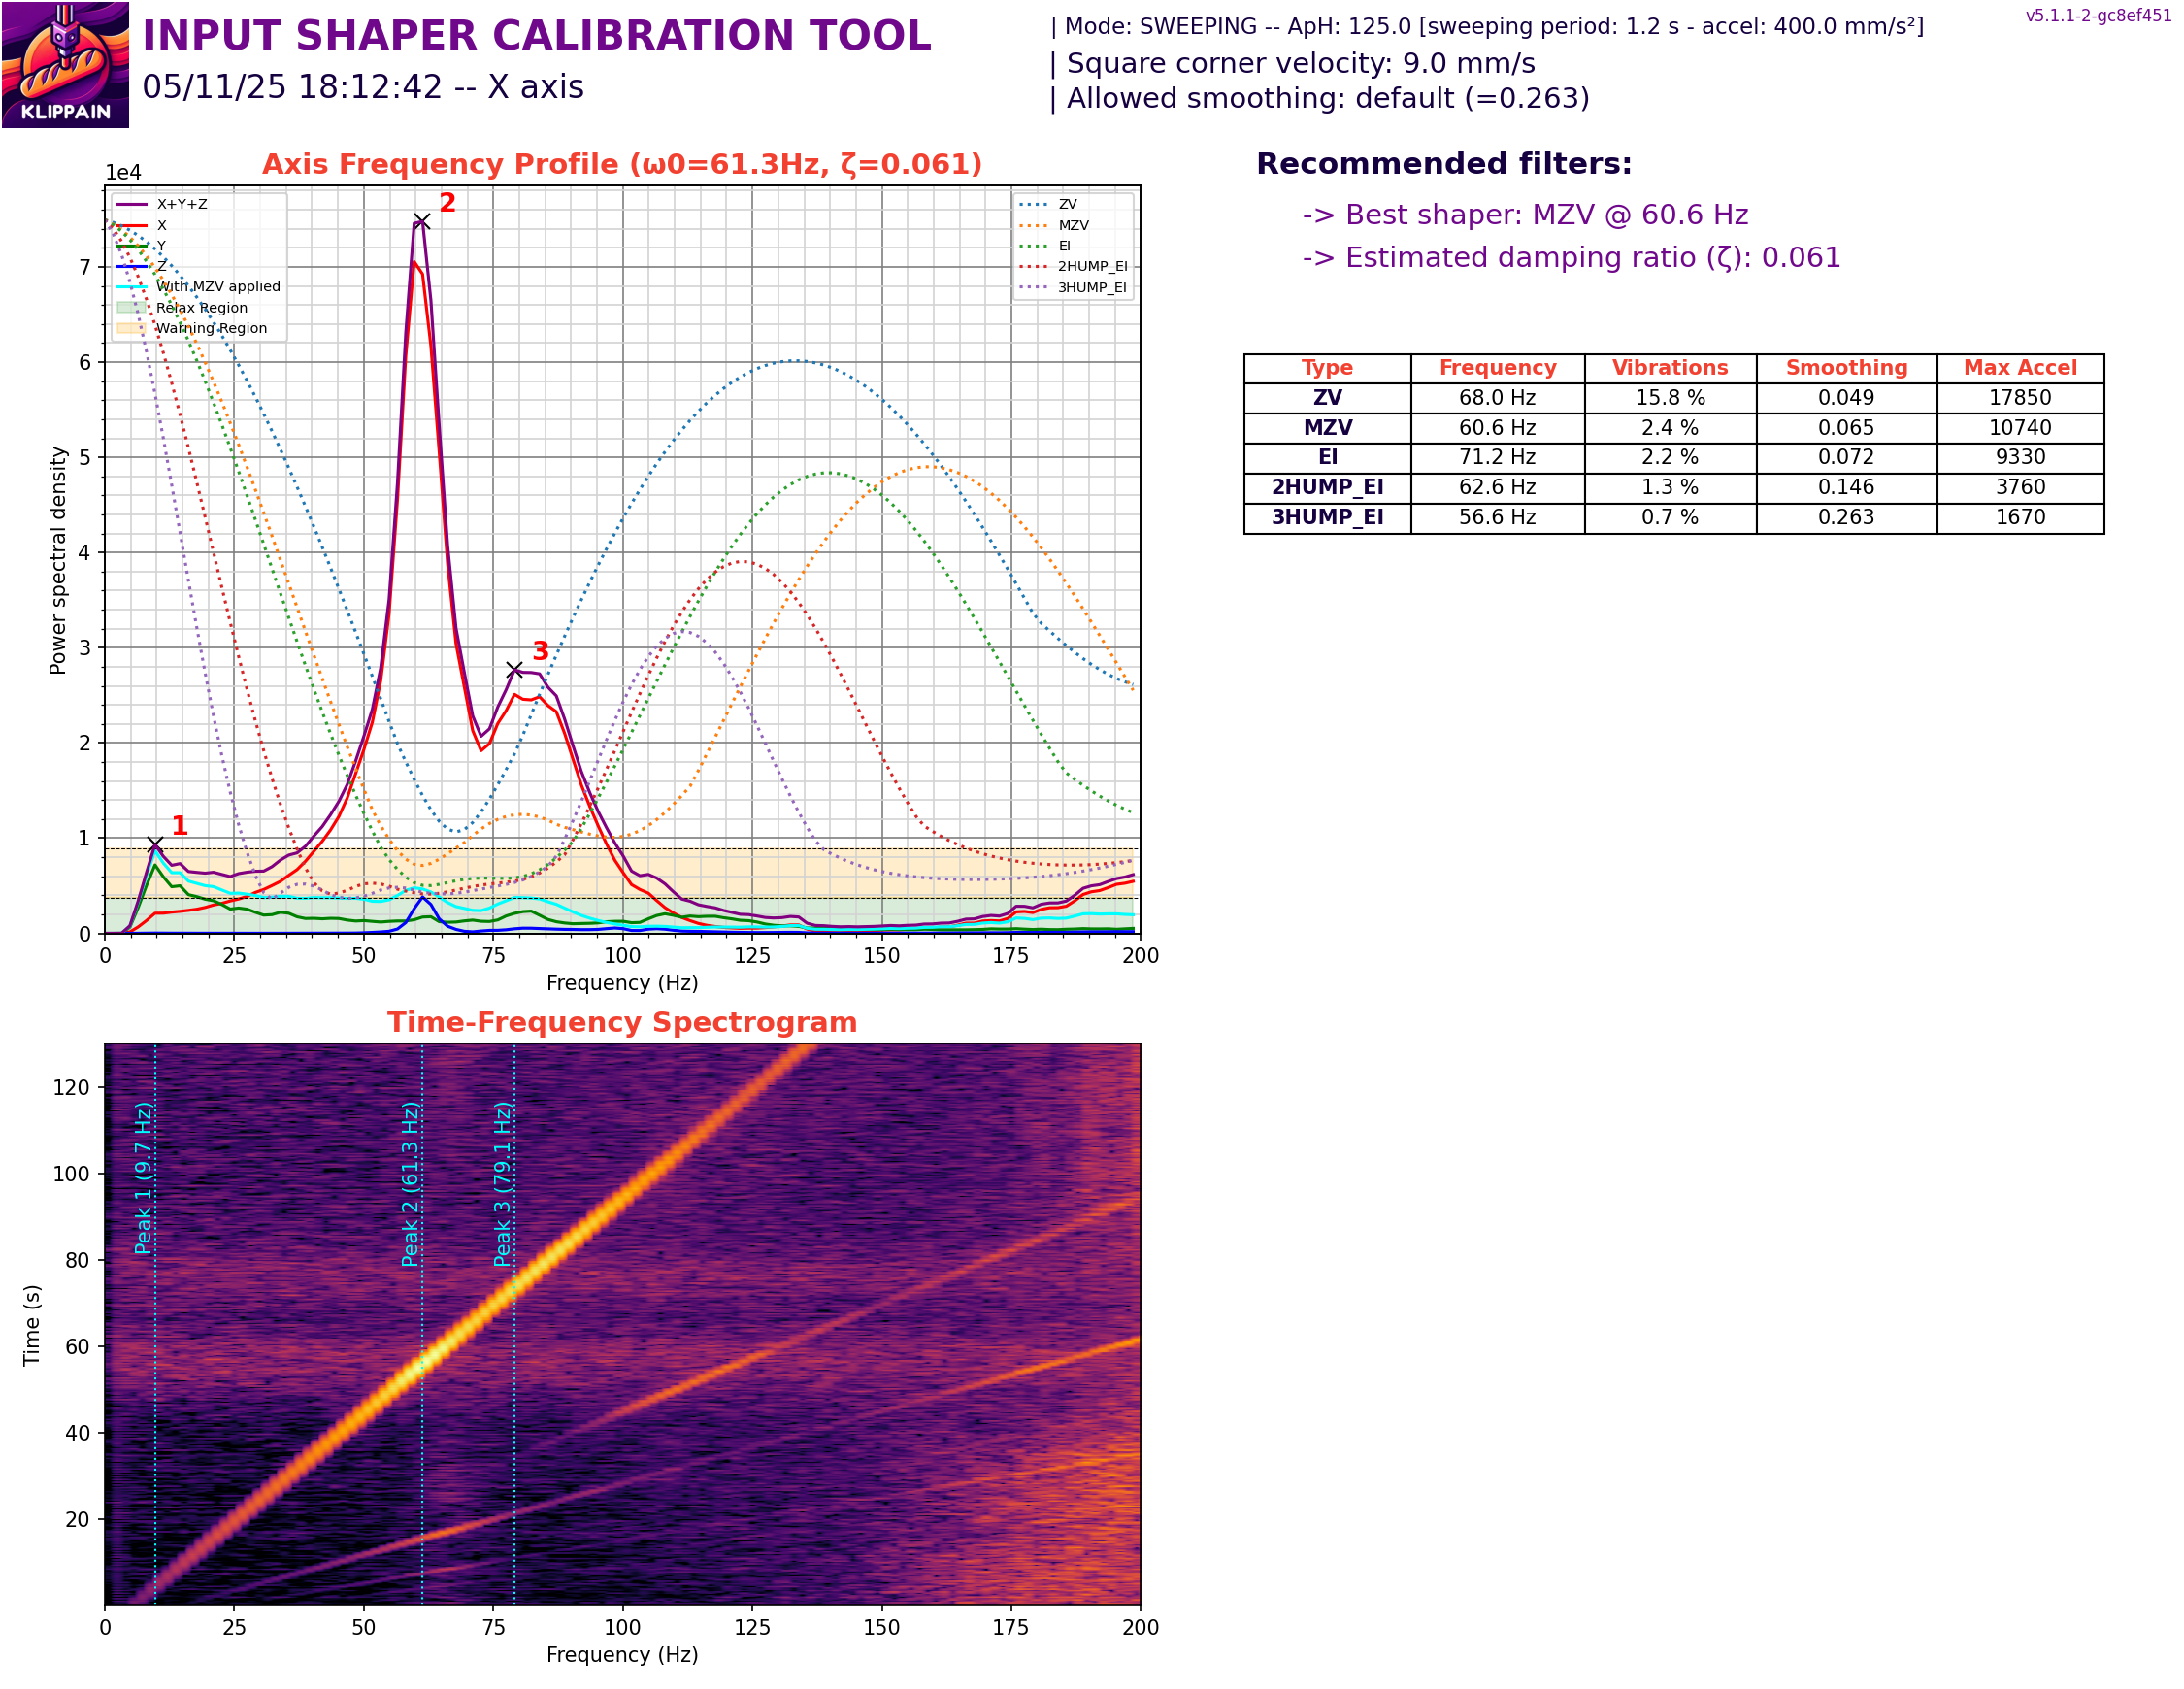 KLIPPAIN
INPUT SHAPER CALIBRATION TOOL
05/11/25 18:12:42 -- X axis
| Mode: SWEEPING -- ApH: 125.0 [sweeping period: 1.2 s - accel: 400.0 mm/s²]
| Square corner velocity: 9.0 mm/s
| Allowed smoothing: default (=0.263)
v5.1.1-2-gc8ef451
Axis Frequency Profile (ω0=61.3Hz, ζ=0.061)
1e4
X+Y+Z
X
Y
Z
With MZV applied
Relax Region
Warning Region
ZV
MZV
EI
2HUMP_EI
3HUMP_EI
1
2
3
Power spectral density
7
6
5
4
3
2
1
0
0 25 50 75 100 125 150 175 200
Frequency (Hz)
Recommended filters:
-> Best shaper: MZV @ 60.6 Hz
-> Estimated damping ratio (ζ): 0.061
Type Frequency Vibrations Smoothing Max Accel
ZV 68.0 Hz 15.8 % 0.049 17850
MZV 60.6 Hz 2.4 % 0.065 10740
EI 71.2 Hz 2.2 % 0.072 9330
2HUMP_EI 62.6 Hz 1.3 % 0.146 3760
3HUMP_EI 56.6 Hz 0.7 % 0.263 1670
Time-Frequency Spectrogram
Time (s)
120
100
80
60
40
20
Peak 1 (9.7 Hz)
Peak 2 (61.3 Hz)
Peak 3 (79.1 Hz)
0 25 50 75 100 125 150 175 200
Frequency (Hz)